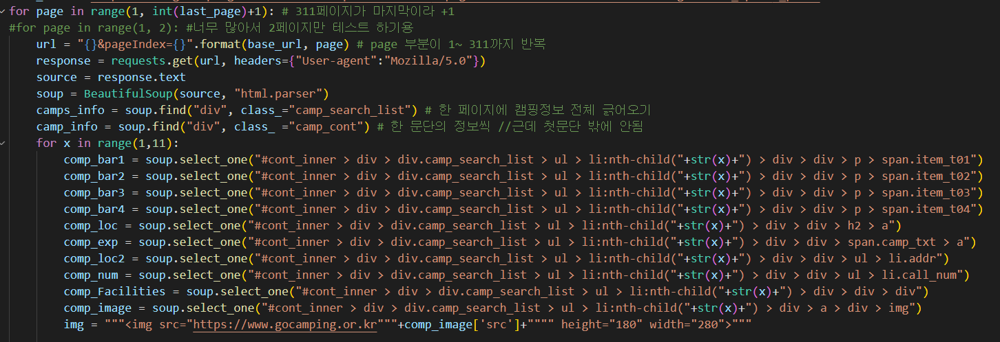 for page in range(1, int(last_page)+1): # 311페이지가 마지막이라 +1
#for page in range(1, 2): #너무 많아서 2페이지만 테스트 하기용
url = "{}&pageIndex={}".format(base_url, page) # page 부분이 1~ 311까지 반복
response = requests.get(url, headers={"User-agent":"Mozilla/5.0"})
source = response.text
soup = BeautifulSoup(source, "html.parser")
camps_info = soup.find("div", class_="camp_search_list") # 한 페이지에 캠핑정보 전체 긁어오기
camp_info = soup.find("div", class_ ="camp_cont") # 한 문단의 정보씩 //근데 첫문단 밖에 안됨
for x in range(1,11):
comp_bar1 = soup.select_one("#cont_inner > div > div.camp_search_list > ul > li:nth-child("+str(x)+") > div > div > p > span.item_t01")
comp_bar2 = soup.select_one("#cont_inner > div > div.camp_search_list > ul > li:nth-child("+str(x)+") > div > div > p > span.item_t02")
comp_bar3 = soup.select_one("#cont_inner > div > div.camp_search_list > ul > li:nth-child("+str(x)+") > div > div > p > span.item_t03")
comp_bar4 = soup.select_one("#cont_inner > div > div.camp_search_list > ul > li:nth-child("+str(x)+") > div > div > p > span.item_t04")
comp_loc = soup.select_one("#cont_inner > div > div.camp_search_list > ul > li:nth-child("+str(x)+") > div > div > h2 > a")
comp_exp = soup.select_one("#cont_inner > div > div.camp_search_list > ul > li:nth-child("+str(x)+") > div > div > span.camp_txt > a")
comp_loc2 = soup.select_one("#cont_inner > div > div.camp_search_list > ul > li:nth-child("+str(x)+") > div > div > ul > li.addr")
comp_num = soup.select_one("#cont_inner > div > div.camp_search_list > ul > li:nth-child("+str(x)+") > div > div > ul > li.call_num")
comp_Facilities = soup.select_one("#cont_inner > div > div.camp_search_list > ul > li:nth-child("+str(x)+") > div > div > div")
comp_image = soup.select_one("#cont_inner > div > div.camp_search_list > ul > li:nth-child("+str(x)+") > div > a > div > img")
img = """<img src="https://www.gocamping.or.kr"""+comp_image['src']+"""" height="180" width="280">"""